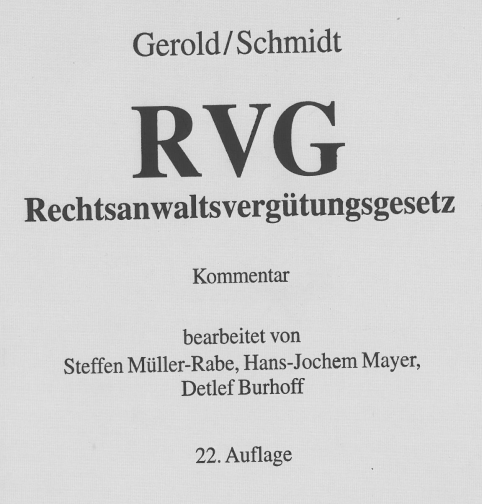 Gerold/Schmidt
RVG
Rechtsanwaltsvergütungsgesetz
Kommentar
bearbeitet von
Steffen Müller-Rabe, Hans-Jochem Mayer,
Detlef Burhoff
22. Auflage